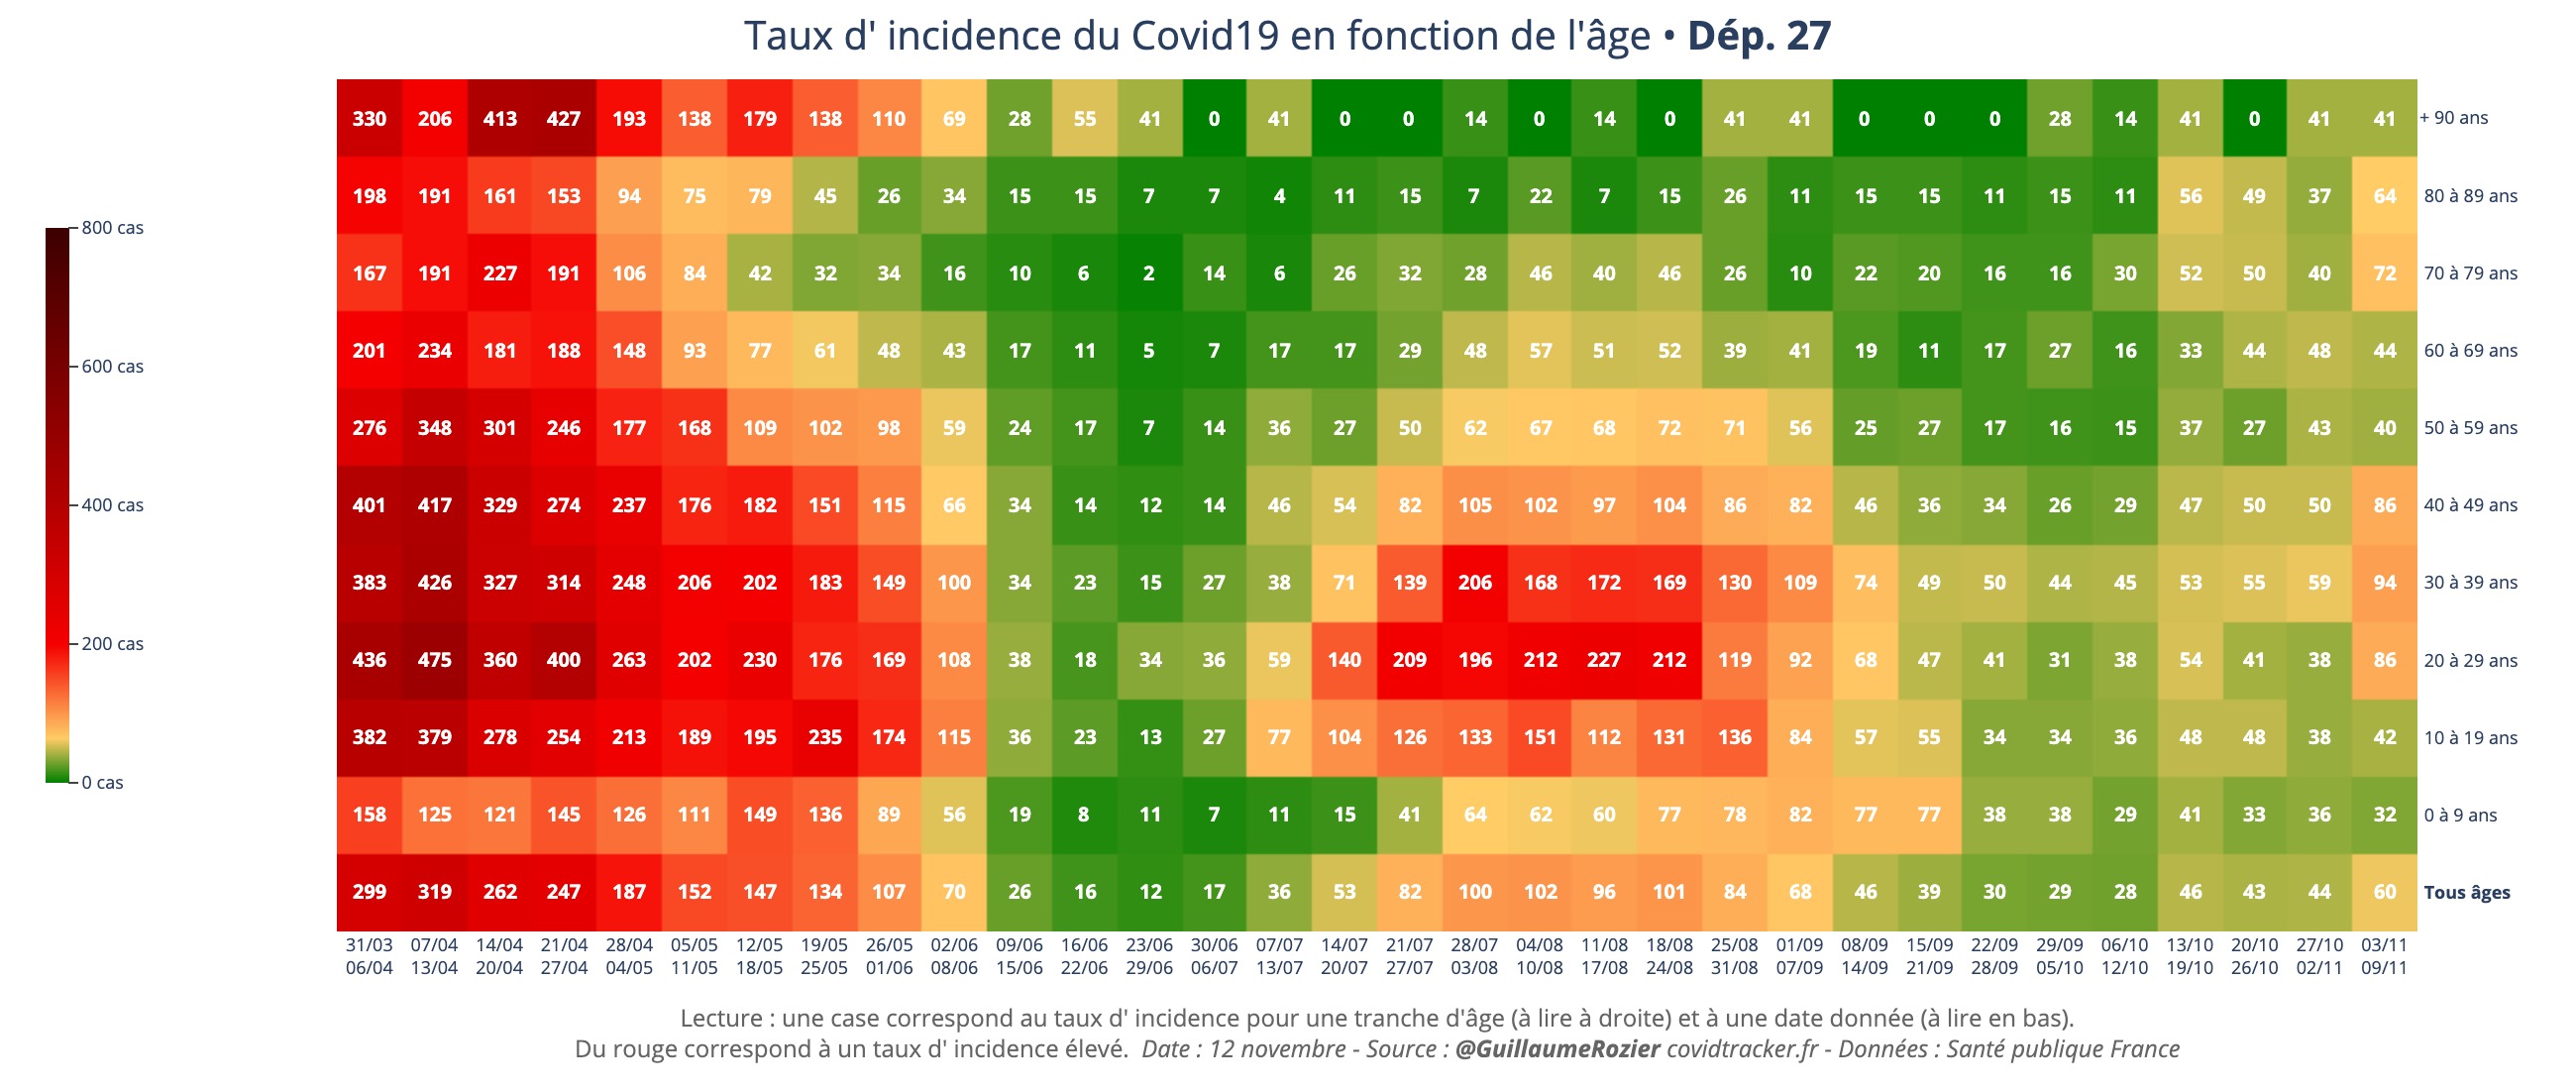 Taux d' incidence du Covid19 en fonction de l'âge • Dép. 27
330 206 413 427 193 138 179 138 110 69 28 55 41 0 41 0 0 14 0 14 0 41 41 0 0 0 28 14 41 0 41 41 + 90 ans
198 191 161 153 94 75 79 45 26 34 15 15 7 7 4 11 15 7 22 7 15 26 11 15 15 11 15 11 56 49 37 64 80 à 89 ans
800 cas
167 191 227 191 106 84 42 32 34 16 10 6 2 14 6 26 32 28 46 40 46 26 10 22 20 16 16 30 52 50 40 72 70 à 79 ans
201 234 181 188 148 93 77 61 48 43 17 11 5 7 17 17 29 48 57 51 52 39 41 19 11 17 27 16 33 44 48 44 60 à 69 ans
600 cas
276 348 301 246 177 168 109 102 98 59 24 17 7 14 36 27 50 62 67 68 72 71 56 25 27 17 16 15 37 27 43 40 50 à 59 ans
400 cas
401 417 329 274 237 176 182 151 115 66 34 14 12 14 46 54 82 105 102 97 104 86 82 46 36 34 26 29 47 50 50 86 40 à 49 ans
383 426 327 314 248 206 202 183 149 100 34 23 15 27 38 71 139 206 168 172 169 130 109 74 49 50 44 45 53 55 59 94 30 à 39 ans
200 cas
436 475 360 400 263 202 230 176 169 108 38 18 34 36 59 140 209 196 212 227 212 119 92 68 47 41 31 38 54 41 38 86 20 à 29 ans
382 379 278 254 213 189 195 235 174 115 36 23 13 27 77 104 126 133 151 112 131 136 84 57 55 34 34 36 48 48 38 42 10 à 19 ans
0 cas
158 125 121 145 126 111 149 136 89 56 19 8 11 7 11 15 41 64 62 60 77 78 82 77 77 38 38 29 41 33 36 32 0 à 9 ans
299 319 262 247 187 152 147 134 107 70 26 16 12 17 36 53 82 100 102 96 101 84 68 46 39 30 29 28 46 43 44 60 Tous âges
31/03 07/04 14/04 21/04 28/04 05/05 12/05 19/05 26/05 02/06 09/06 16/06 23/06 30/06 07/07 14/07 21/07 28/07 04/08 11/08 18/08 25/08 01/09 08/09 15/09 22/09 29/09 06/10 13/10 20/10 27/10 03/11
06/04 13/04 20/04 27/04 04/05 11/05 18/05 25/05 01/06 08/06 15/06 22/06 29/06 06/07 13/07 20/07 27/07 03/08 10/08 17/08 24/08 31/08 07/09 14/09 21/09 28/09 05/10 12/10 19/10 26/10 02/11 09/11
Lecture : une case correspond au taux d' incidence pour une tranche d'âge (à lire à droite) et à une date donnée (à lire en bas).
Du rouge correspond à un taux d' incidence élevé. Date : 12 novembre - Source : @GuillaumeRozier covidtracker.fr - Données : Santé publique France